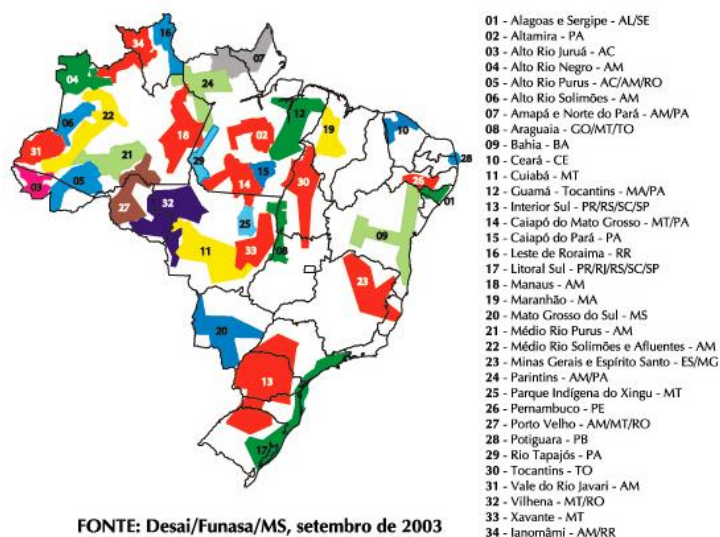 01 - Alagoas e Sergipe - AL/SE
02 - Altamira - PA
03 - Alto Rio Juruá - AC
04 - Alto Rio Negro - AM
05 - Alto Rio Purus - AC/AM/RO
06 - Alto Rio Solimões - AM
07 - Amapá e Norte do Pará - AM/PA
08 - Araguaia - GO/MT/TO
09 - Bahia - BA
10 - Ceará - CE
11 - Cuiabá - MT
12 - Guamá - Tocantins - MA/PA
13 - Interior Sul - PR/RS/SC/SP
14 - Caiapó do Mato Grosso - MT/PA
15 - Caiapó do Pará - PA
16 - Leste de Roraima - RR
17 - Litoral Sul - PR/RJ/RS/SC/SP
18 - Manaus - AM
19 - Maranhão - MA
20 - Mato Grosso do Sul - MS
21 - Médio Rio Purus - AM
22 - Médio Rio Solimões e Afluentes - AM
23 - Minas Gerais e Espírito Santo - ES/MG
24 - Parintins - AM/PA
25 - Parque Indígena do Xingu - MT
26 - Pernambuco - PE
27 - Porto Velho - AM/MT/RO
28 - Potiguara - PB
29 - Rio Tapajós - PA
30 - Tocantins - TO
31 - Vale do Rio Javari - AM
32 - Vilhena - MT/RO
33 - Xavante - MT
34 - Ianomâmi - AM/RR
34
16
07
04
24
22
06
12
19
10
28
18
02
31
29
21
15
26
03
05
14
30
01
27
32
25
08
09
11
33
23
20
13
17
FONTE: Desai/Funasa/MS, setembro de 2003